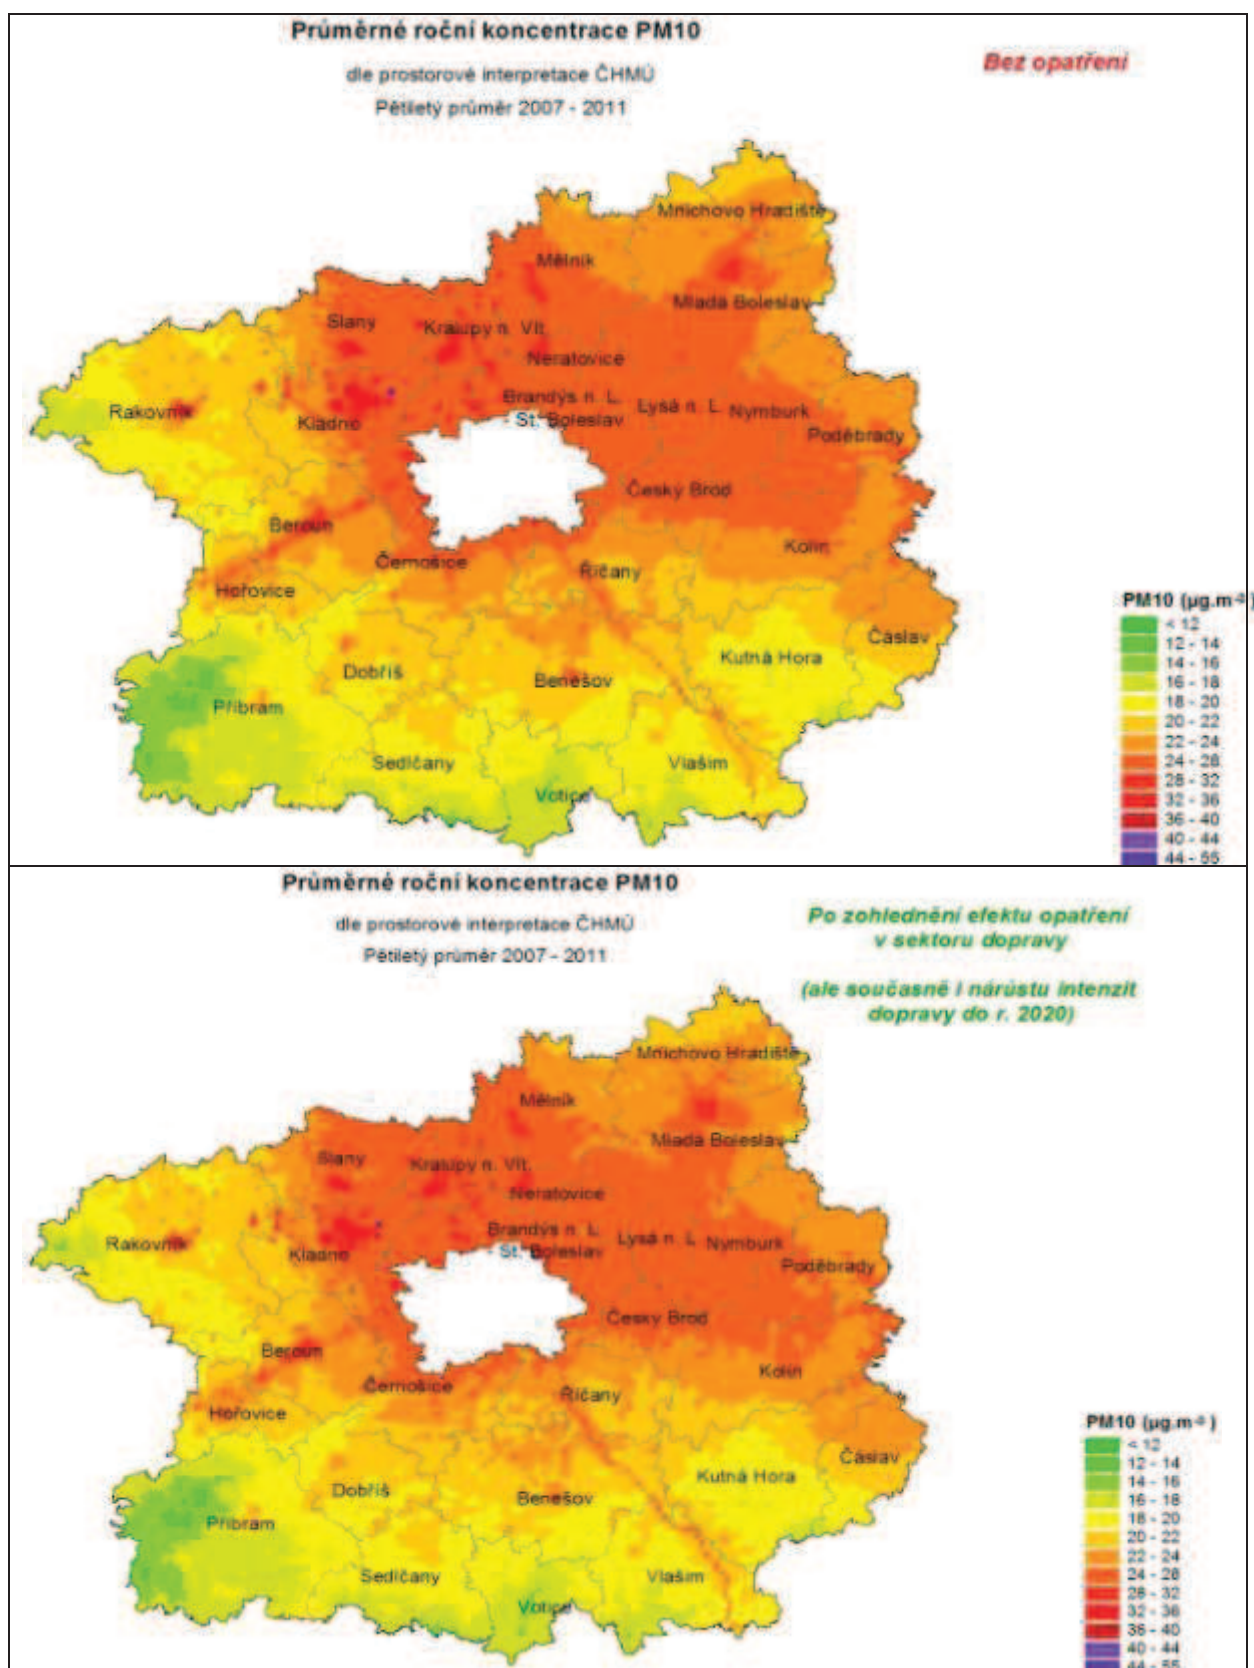 Průměrné roční koncentrace PM10
dle prostorové interpretace ČHMÚ
Pětiletý průměr 2007 - 2011
Bez opatření
Mnichovo Hradiště
Mělník
Mladá Boleslav
Slaný
Kralupy n. Vlt.
Neratovice
Brandýs n. L.
- St. Boleslav
Lysá n. L.
Nymburk
Rakovník
Kladno
Poděbrady
Český Brod
Beroun
Kolín
Černošice
Říčany
Hořovice
Čáslav
Kutná Hora
Dobříš
Benešov
Příbram
Sedlčany
Vlašim
Votice
PM10 (µg.m-3)
< 12
12 - 14
14 - 16
16 - 18
18 - 20
20 - 22
22 - 24
24 - 28
28 - 32
32 - 36
36 - 40
40 - 44
44 - 55
Průměrné roční koncentrace PM10
dle prostorové interpretace ČHMÚ
Pětiletý průměr 2007 - 2011
Po zohlednění efektu opatření
v sektoru dopravy
(ale současně i nárůstu intenzit
dopravy do r. 2020)
Mnichovo Hradiště
Mělník
Mladá Boleslav
Slaný
Kralupy n. Vlt.
Neratovice
Brandýs n. L.
- St. Boleslav
Lysá n. L
Nymburk
Rakovník
Kladno
Poděbrady
Český Brod
Beroun
Kolín
Černošice
Říčany
Hořovice
Čáslav
Kutná Hora
Dobříš
Benešov
Příbram
Sedlčany
Vlašim
Votice
PM10 (µg.m-3)
< 12
12 - 14
14 - 16
16 - 18
18 - 20
20 - 22
22 - 24
24 - 28
28 - 32
32 - 36
36 - 40
40 - 44
44 - 55